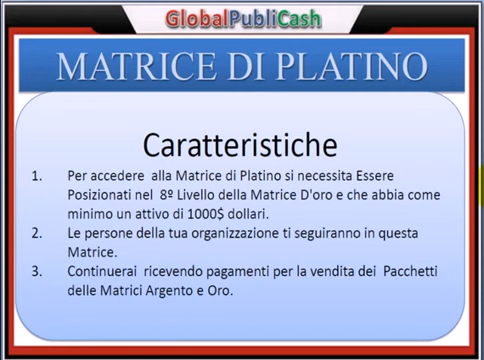 GlobalPubliCash
MATRICE DI PLATINO
Caratteristiche
1. Per accedere alla Matrice di Platino si necessita Essere
Posizionati nel 8º Livello della Matrice D'oro e che abbia come
minimo un attivo di 1000$ dollari.
2. Le persone della tua organizzazione ti seguiranno in questa
Matrice.
3. Continuerai ricevendo pagamenti per la vendita dei Pacchetti
delle Matrici Argento e Oro.